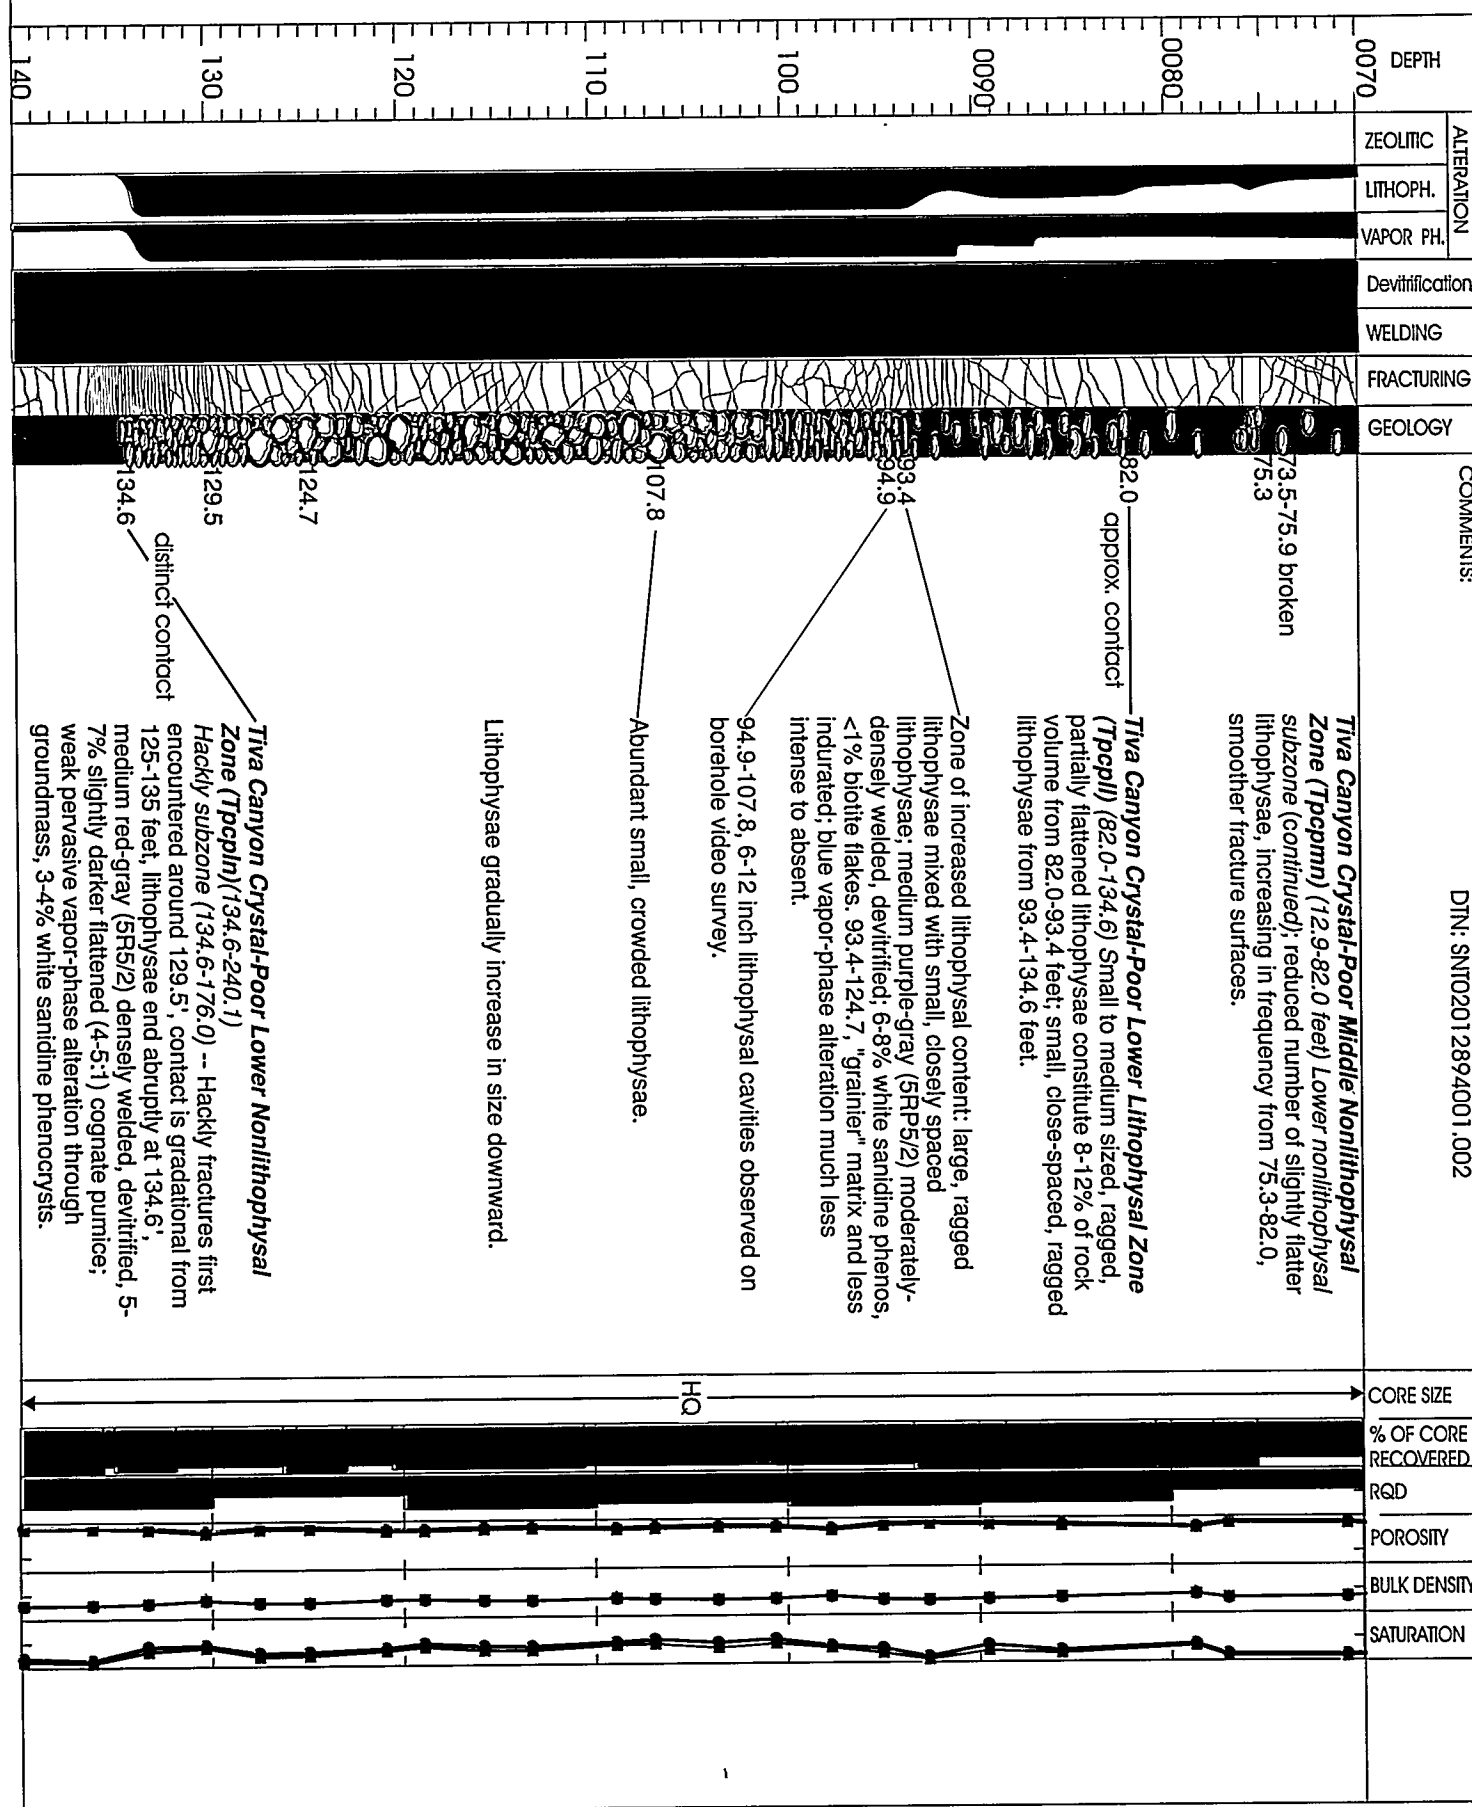 DTN: SNT02012894001.002
DEPTH
ALTERATION
ZEOLITIC
LITHOPH.
VAPOR PH.
Devitrification
WELDING
FRACTURING
GEOLOGY
COMMENTS:
CORE SIZE
% OF CORE
RECOVERED
RQD
POROSITY
BULK DENSITY
SATURATION
0070
0080
0090
100
110
120
130
140
73.5-75.9 broken
75.3
82.0
approx. contact
93.4
94.9
107.8
124.7
129.5
134.6
distinct contact
Tiva Canyon Crystal-Poor Middle Nonlithophysal
Zone (Tpcpmn) (12.9-82.0 feet) Lower nonlithophysal
subzone (continued); reduced number of slightly flatter
lithophysae, increasing in frequency from 75.3-82.0,
smoother fracture surfaces.
Tiva Canyon Crystal-Poor Lower Lithophysal Zone
(Tpcpll) (82.0-134.6) Small to medium sized, ragged,
partially flattened lithophysae constitute 8-12% of rock
volume from 82.0-93.4 feet; small, close-spaced, ragged
lithophysae from 93.4-134.6 feet.
Zone of increased lithophysal content: large, ragged
lithophysae mixed with small, closely spaced
lithophysae; medium purple-gray (5RP5/2) moderately-
densely welded, devitrified; 6-8% white sanidine phenos,
<1% biotite flakes. 93.4-124.7, "grainier" matrix and less
indurated; blue vapor-phase alteration much less
intense to absent.
94.9-107.8, 6-12 inch lithophysal cavities observed on
borehole video survey.
Abundant small, crowded lithophysae.
Lithophysae gradually increase in size downward.
Tiva Canyon Crystal-Poor Lower Nonlithophysal
Zone (Tpcpln)(134.6-240.1)
Hackly subzone (134.6-176.0) -- Hackly fractures first
encountered around 129.5', contact is gradational from
125-135 feet, lithophysae end abruptly at 134.6',
medium red-gray (5R5/2) densely welded, devitrified, 5-
7% slightly darker flattened (4-5:1) cognate pumice;
weak pervasive vapor-phase alteration through
groundmass, 3-4% white sanidine phenocrysts.
HQ